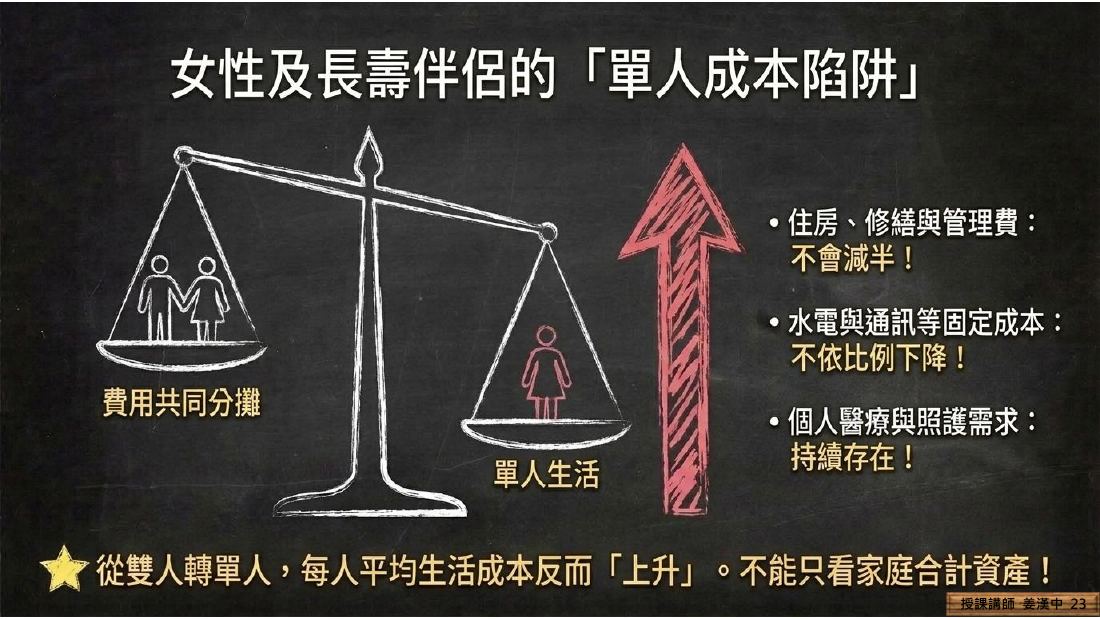 女性及長壽伴侶的「單人成本陷阱」
費用共同分攤
單人生活
• 住房、修繕與管理費：
不會減半！
• 水電與通訊等固定成本：
不依比例下降！
• 個人醫療與照護需求：
持續存在！
從雙人轉單人，每人平均生活成本反而「上升」。不能只看家庭合計資產！
授課講師 姜漢中 23